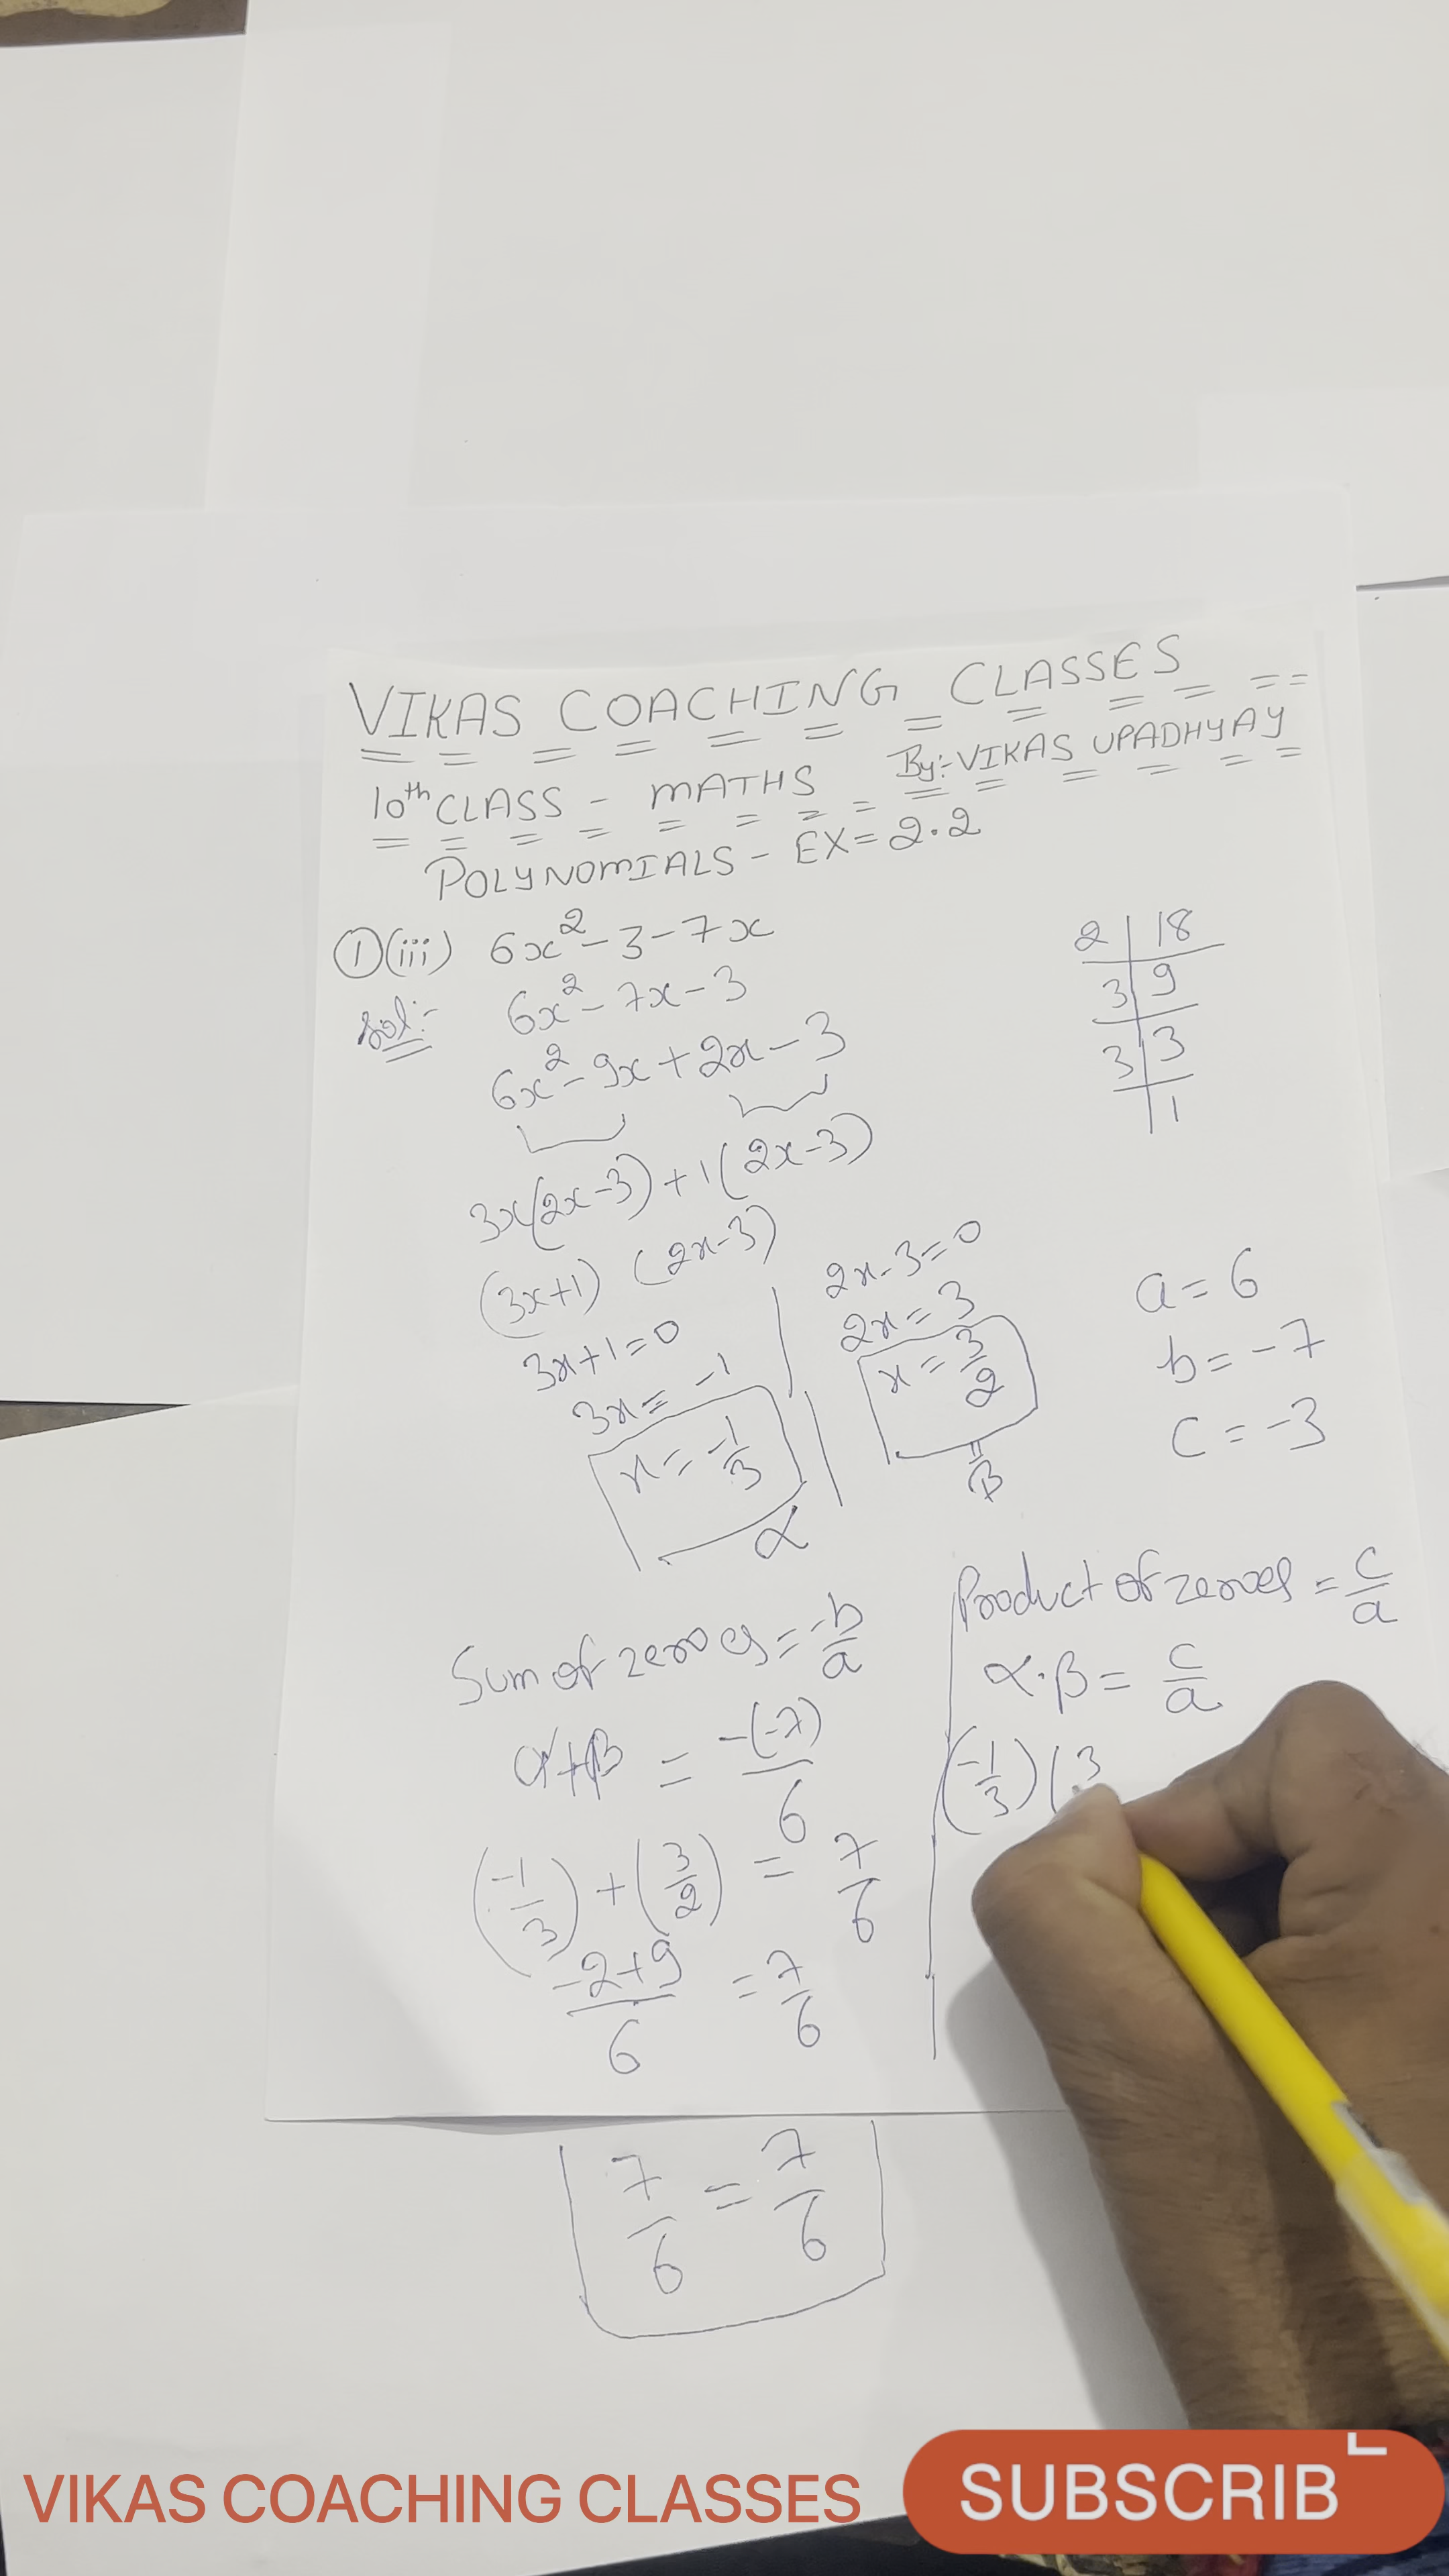 VIKAS COACHING CLASSES
10th CLASS - MATHS By:- VIKAS UPADHYAY
POLYNOMIALS - EX = 2.2
① (iii) 6x² - 3 - 7x
Sol:- 6x² - 7x - 3
6x² - 9x + 2x - 3
3x(2x-3) + 1(2x-3)
(3x+1) (2x-3)
3x+1=0
3x = -1
x = -1/3
α
2x-3=0
2x = 3
x = 3/2
β
2 | 18
3 | 9
3 | 3
| 1
a = 6
b = -7
c = -3
Sum of zeroes = -b/a
α+β = -(-7)/6
(-1/3) + (3/2) = 7/6
-2+9/6 = 7/6
7/6 = 7/6
Product of zeroes = c/a
α.β = c/a
(-1/3) (3
VIKAS COACHING CLASSES
SUBSCRIB